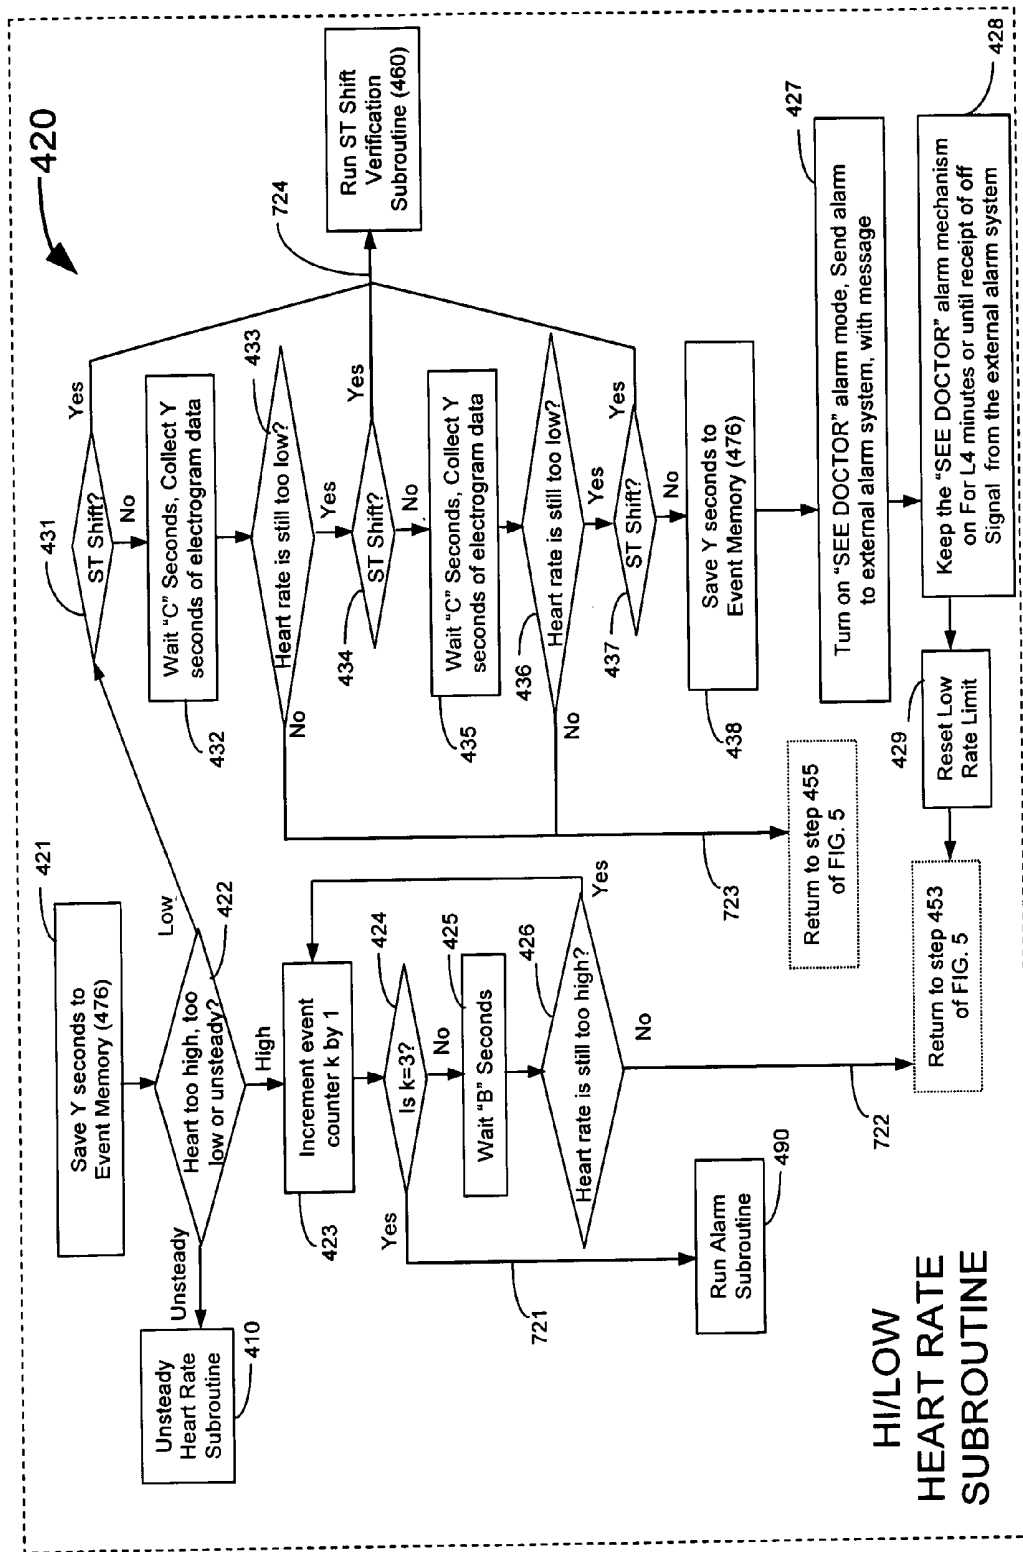 420
421
Save Y seconds to
Event Memory (476)
422
Heart too high, too
low or unsteady?
Unsteady
Unsteady
Heart Rate
Subroutine
410
High
Low
Increment event
counter k by 1
423
424
Is k=3?
Yes
No
425
Wait “B” Seconds
426
Heart rate is still too high?
Yes
No
721
Run Alarm
Subroutine
490
722
Return to step 453
of FIG. 5
431
ST Shift?
Yes
No
Wait “C” Seconds, Collect Y
seconds of electrogram data
432
433
Heart rate is still too low?
No
Yes
434
ST Shift?
Yes
No
Wait “C” Seconds, Collect Y
seconds of electrogram data
435
Heart rate is still too low?
436
No
Yes
437
ST Shift?
Yes
No
Save Y seconds to
Event Memory (476)
438
723
Return to step 455
of FIG. 5
724
Run ST Shift
Verification
Subroutine (460)
427
Turn on “SEE DOCTOR” alarm mode, Send alarm
to external alarm system, with message
428
Keep the “SEE DOCTOR” alarm mechanism
on For L4 minutes or until receipt of off
Signal from the external alarm system
429
Reset Low
Rate Limit
HI/LOW
HEART RATE
SUBROUTINE